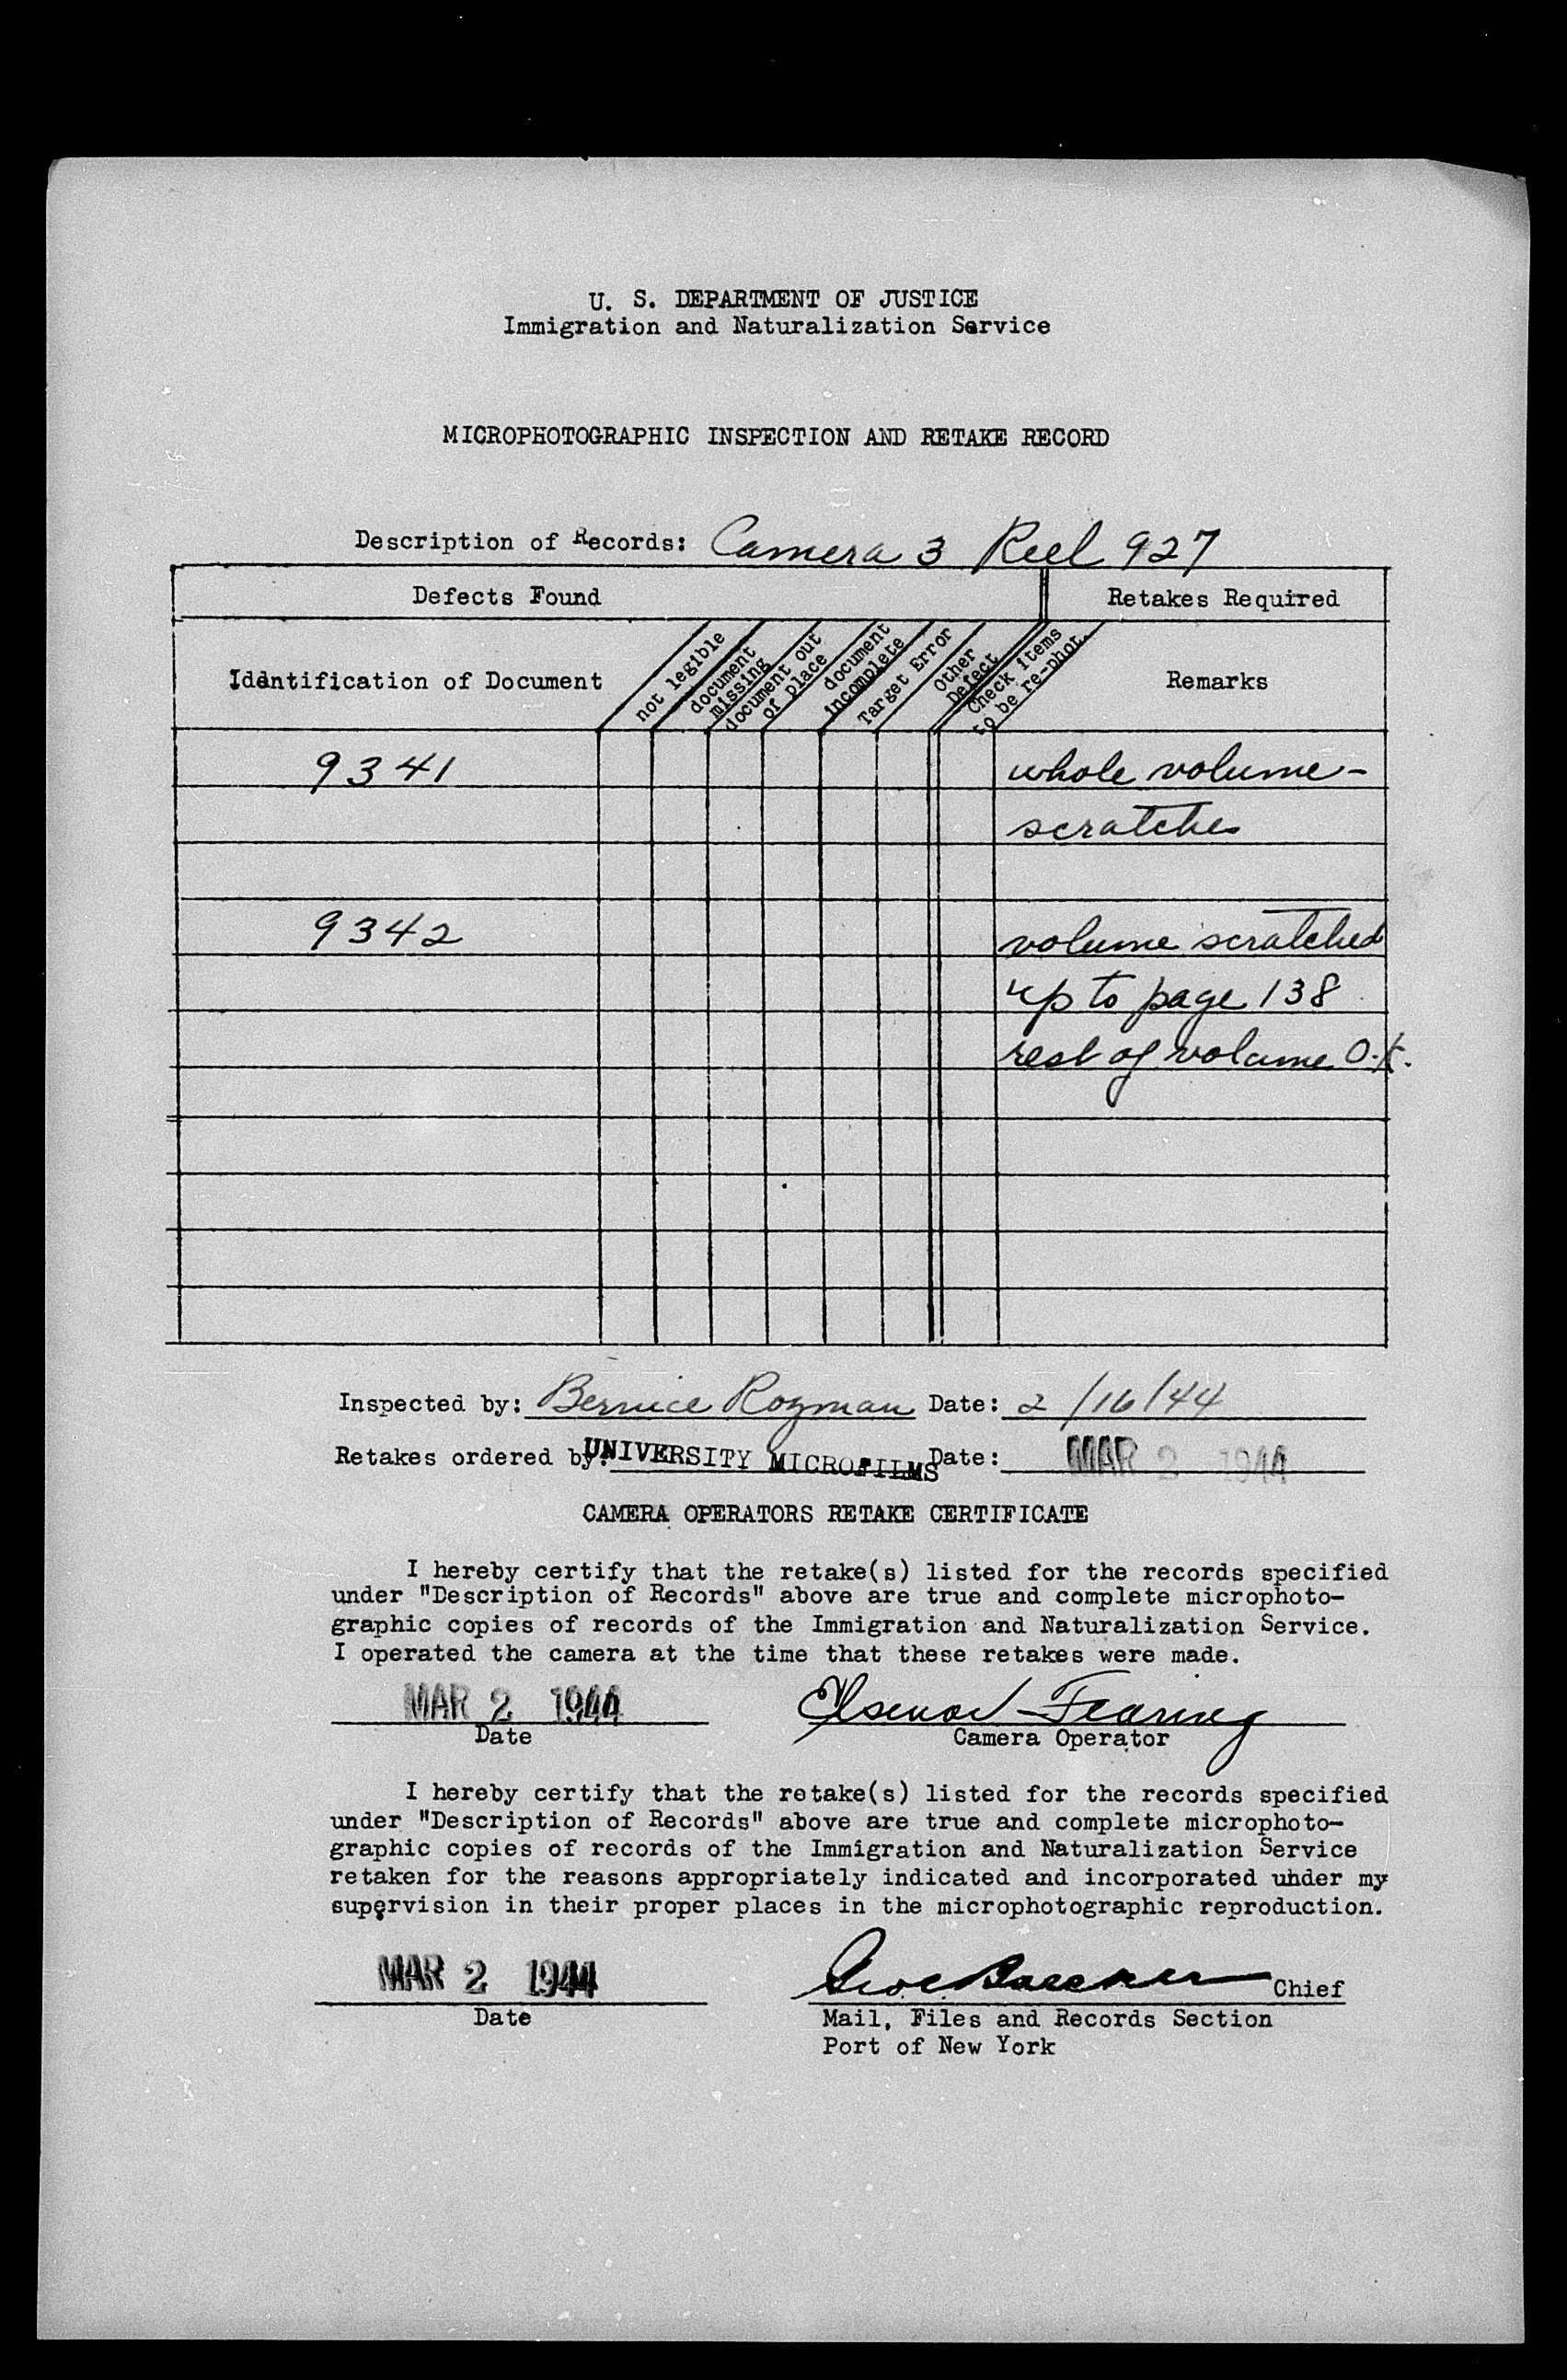 U. S. DEPARTMENT OF JUSTICE
Immigration and Naturalization Service
MICROPHOTOGRAPHIC INSPECTION AND RETAKE RECORD
Description of Records: Camera 3 Reel 927
Defects Found Retakes Required
Identification of Document
not legible
document missing
document out of place
document incomplete
Target Error
Other Defect
Check items to be re-phot.
Remarks
9341 whole volume-
scratches
9342 volume scratched
up to page 138
rest of volume O.K.
Inspected by: Bernice Rozman Date: 2/16/44
Retakes ordered by: UNIVERSITY MICROFILMS Date: MAR 2 1944
CAMERA OPERATORS RETAKE CERTIFICATE
I hereby certify that the retake(s) listed for the records specified
under "Description of Records" above are true and complete microphoto-
graphic copies of records of the Immigration and Naturalization Service.
I operated the camera at the time that these retakes were made.
MAR 2 1944 Fearing
Date Camera Operator
I hereby certify that the retake(s) listed for the records specified
under "Description of Records" above are true and complete microphoto-
graphic copies of records of the Immigration and Naturalization Service
retaken for the reasons appropriately indicated and incorporated under my
supervision in their proper places in the microphotographic reproduction.
MAR 2 1944 Chief
Date Mail, Files and Records Section
Port of New York